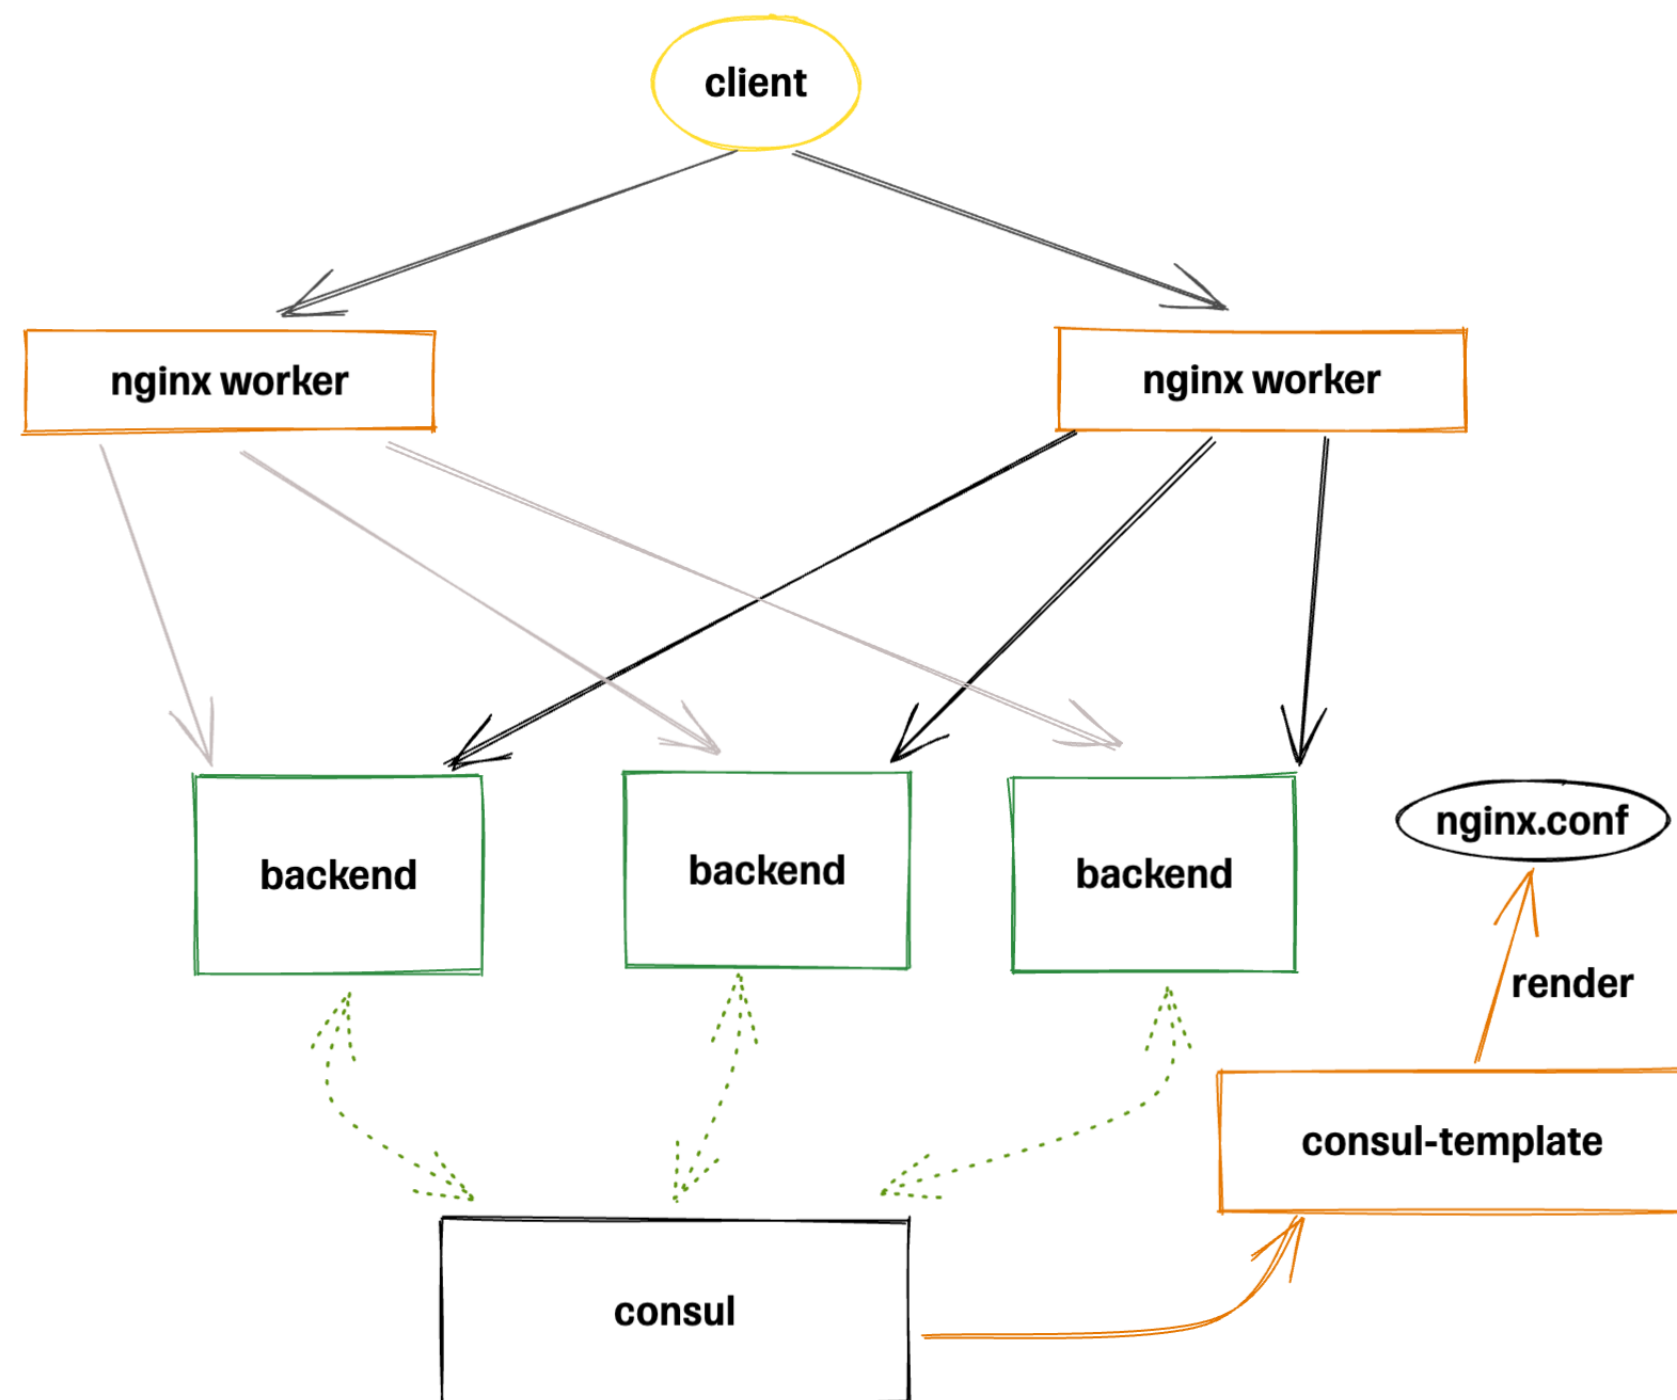 client
nginx worker
nginx worker
backend
backend
backend
nginx.conf
render
consul-template
consul